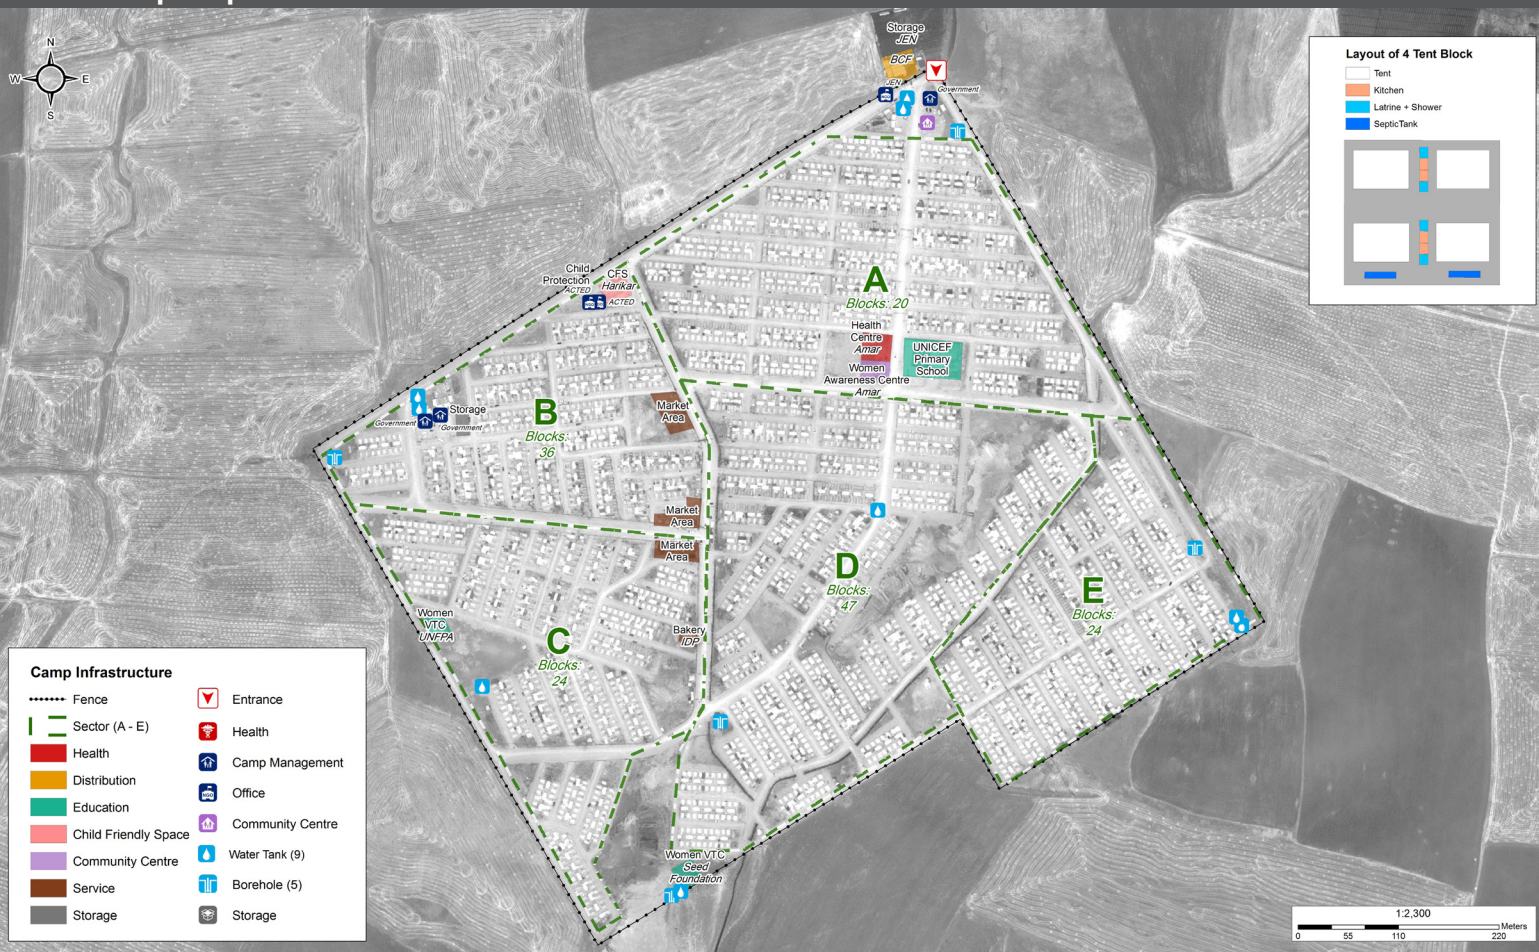 N
W
E
S
Storage
JEN
BCF
JEN
Government
Layout of 4 Tent Block
Tent
Kitchen
Latrine + Shower
SepticTank
Child
Protection
ACTED
CFS
Harikar
ACTED
A
Blocks: 20
Health
Centre
Amar
UNICEF
Primary
School
Women
Awareness Centre
Amar
Storage
Government
Government
B
Blocks:
36
Market
Area
Market
Area
Market
Area
D
Blocks:
47
E
Blocks:
24
Women
VTC
UNFPA
C
Blocks:
24
Bakery
IDP
Women VTC
Seed
Foundation
Camp Infrastructure
Fence
Sector (A - E)
Health
Distribution
Education
Child Friendly Space
Community Centre
Service
Storage
Entrance
Health
Camp Management
NGO
Office
Community Centre
Water Tank (9)
Borehole (5)
Storage
1:2,300
Meters
0
55
110
220